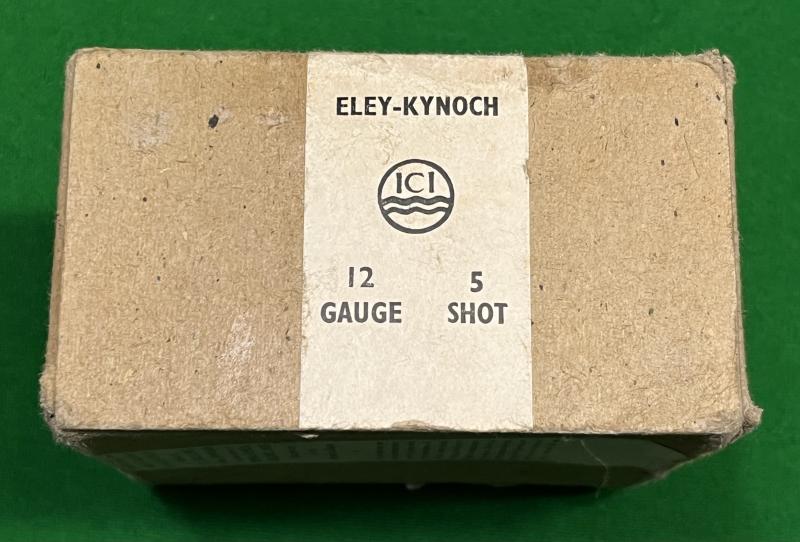 ELEY-KYNOCH
ICI
12 5
GAUGE SHOT